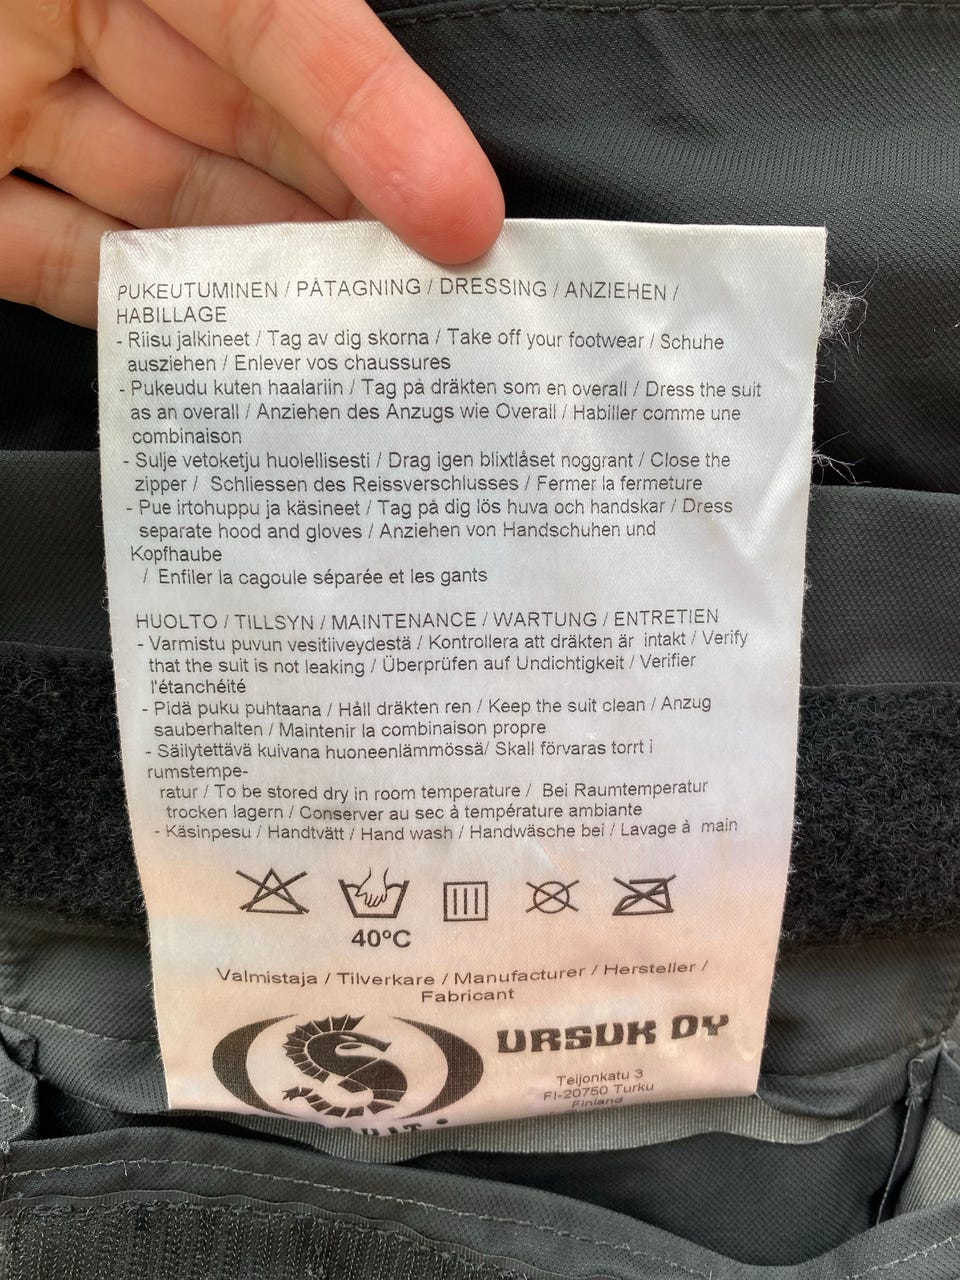 PUKEUTUMINEN / PÅTAGNING / DRESSING / ANZIEHEN /
HABILLAGE
- Riisu jalkineet / Tag av dig skorna / Take off your footwear / Schuhe
ausziehen / Enlever vos chaussures
- Pukeudu kuten haalariin / Tag på dräkten som en overall / Dress the suit
as an overall / Anziehen des Anzugs wie Overall / Habiller comme une
combinaison
- Sulje vetoketju huolellisesti / Drag igen blixtlåset noggrant / Close the
zipper / Schliessen des Reissverschlusses / Fermer la fermeture
- Pue irtohuppu ja käsineet / Tag på dig lös huva och handskar / Dress
separate hood and gloves / Anziehen von Handschuhen und
Kopfhaube
/ Enfiler la cagoule séparée et les gants
HUOLTO / TILLSYN / MAINTENANCE / WARTUNG / ENTRETIEN
- Varmistu puvun vesitiiveydestä / Kontrollera att dräkten är intakt / Verify
that the suit is not leaking / Überprüfen auf Undichtigkeit / Verifier
l'étanchéité
- Pidä puku puhtaana / Håll dräkten ren / Keep the suit clean / Anzug
sauberhalten / Maintenir la combinaison propre
- Säilytettävä kuivana huoneenlämmössä/ Skall förvaras torrt i
rumstempe-
ratur / To be stored dry in room temperature / Bei Raumtemperatur
trocken lagern / Conserver au sec à température ambiante
- Käsinpesu / Handtvätt / Hand wash / Handwäsche bei / Lavage à main
40°C
Valmistaja / Tilverkare / Manufacturer / Hersteller /
Fabricant
URSUK OY
Teijonkatu 3
FI-20750 Turku
Finland